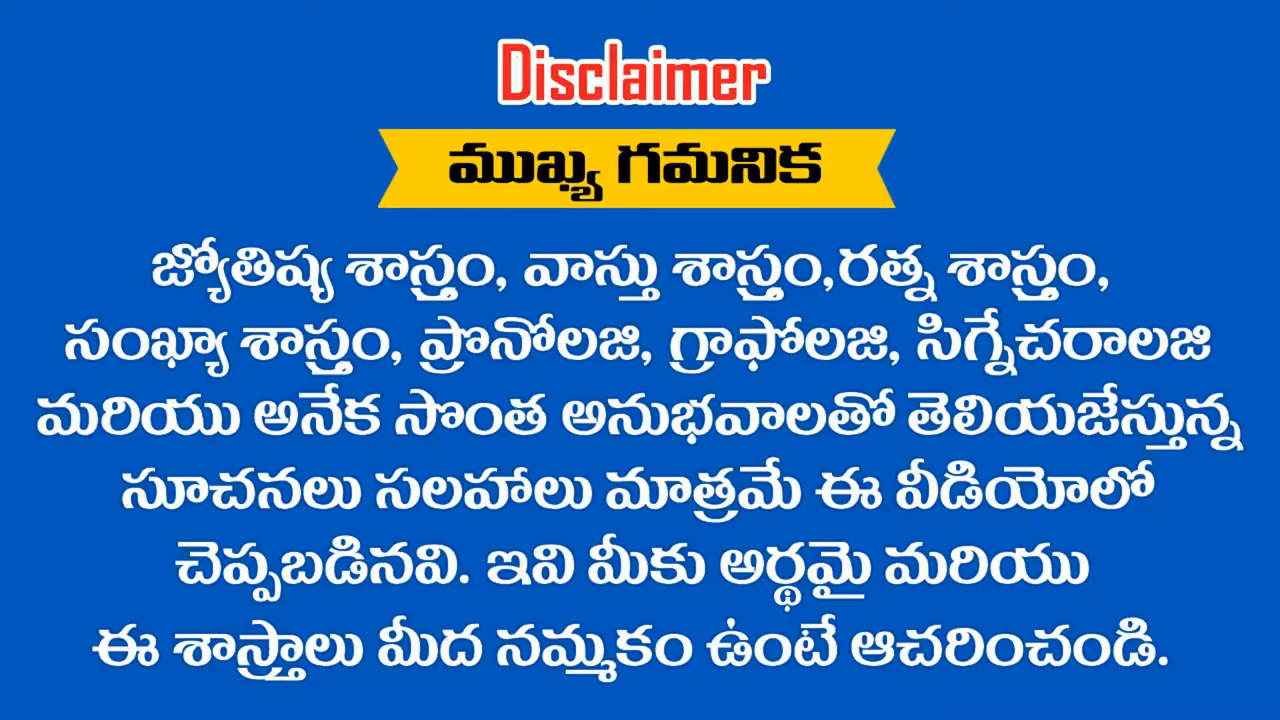 Disclaimer
ముఖ్య గమనిక
జ్యోతిష్య శాస్త్రం, వాస్తు శాస్త్రం,రత్న శాస్త్రం,
సంఖ్యా శాస్త్రం, ప్రొనోలజి, గ్రాఫోలజి, సిగ్నేచరాలజి
మరియు అనేక సొంత అనుభవాలతో తెలియజేస్తున్న
సూచనలు సలహాలు మాత్రమే ఈ వీడియోలో
చెప్పబడినవి. ఇవి మీకు అర్థమై మరియు
ఈ శాస్త్రాలు మీద నమ్మకం ఉంటే ఆచరించండి.